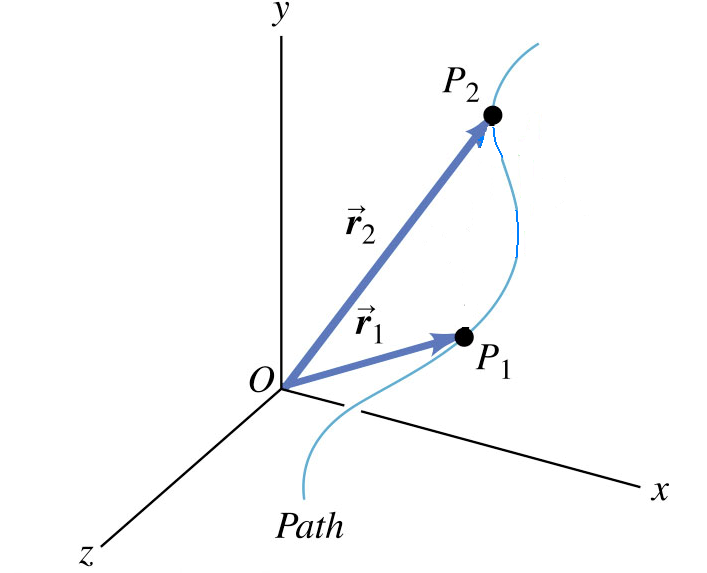 y
P₂
r⃗₂
r⃗₁
O
P₁
x
Path
z